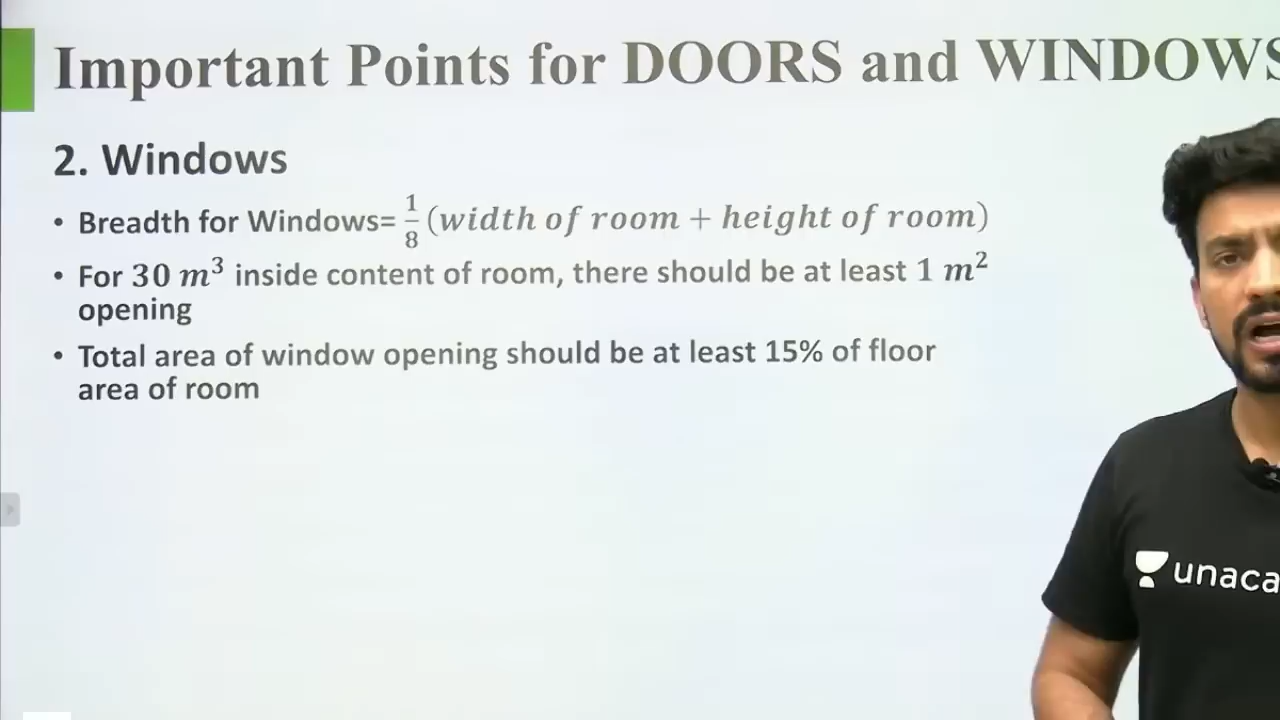 Important Points for DOORS and WINDOWS
2. Windows
• Breadth for Windows= 1/8 (width of room + height of room)
• For 30 m³ inside content of room, there should be at least 1 m²
opening
• Total area of window opening should be at least 15% of floor
area of room
unaca